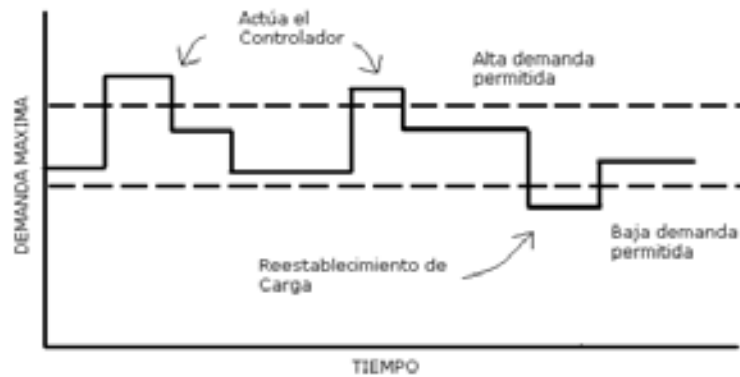 Actúa el
Controlador
Alta demanda
permitida
DEMANDA MAXIMA
Baja demanda
permitida
Reestablecimiento de
Carga
TIEMPO